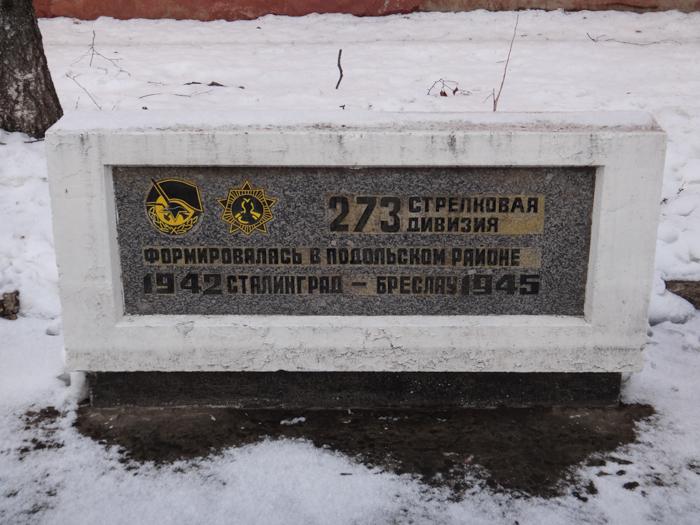 273 СТРЕЛКОВАЯ
ДИВИЗИЯ
ФОРМИРОВАЛАСЬ В ПОДОЛЬСКОМ РАЙОНЕ
1942 СТАЛИНГРАД – БРЕСЛАУ 1945